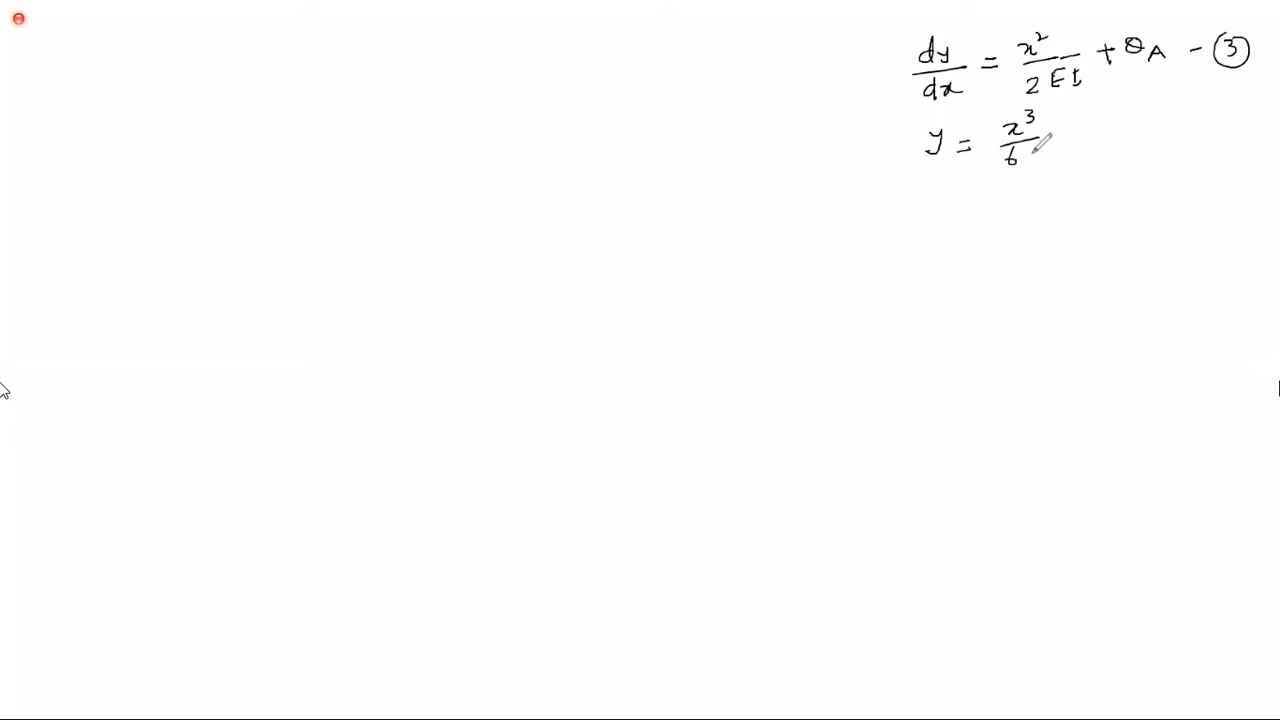 dy/dx = x²/2EI + θA - ③
y = x³/6